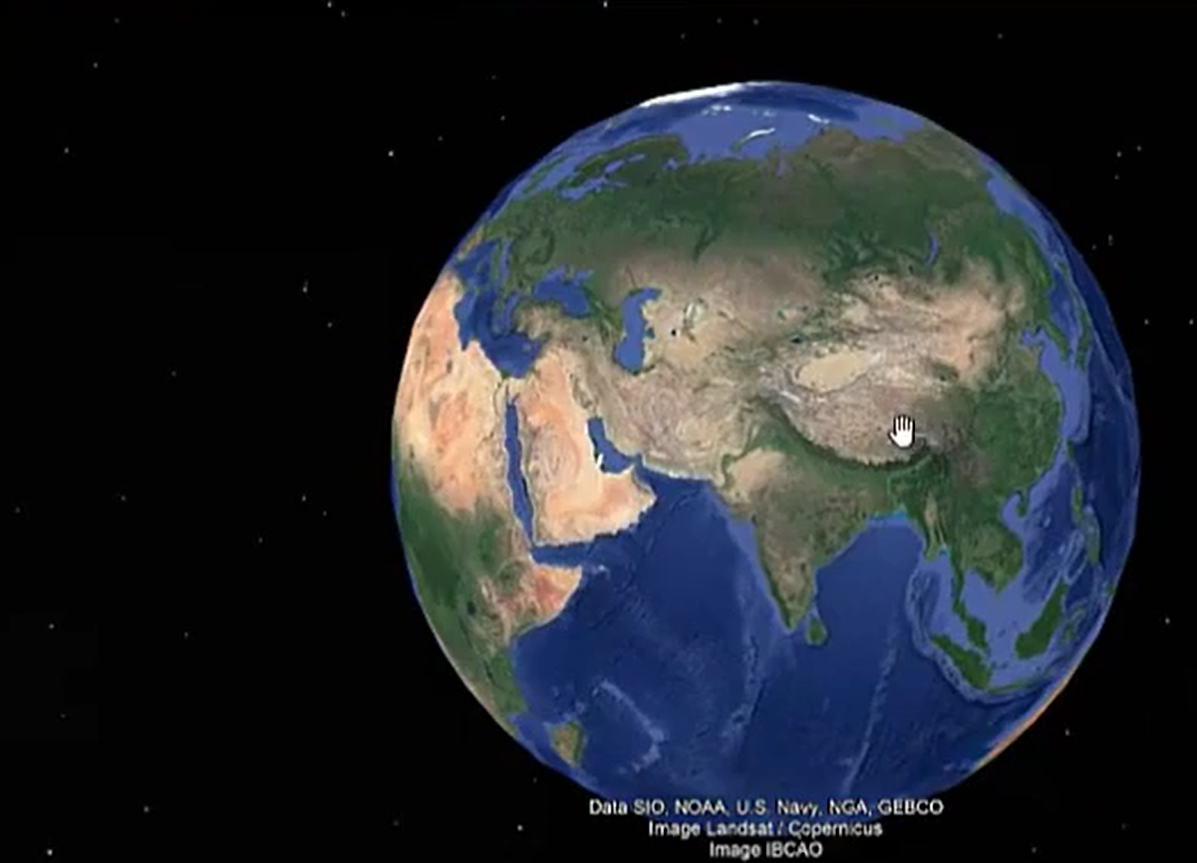 Data SIO, NOAA, U.S. Navy, NGA, GEBCO
Image Landsat / Copernicus
Image IBCAO